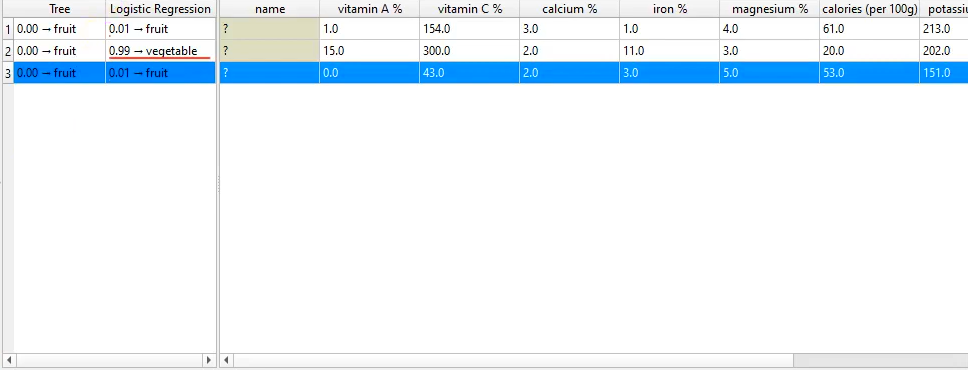 Tree Logistic Regression name vitamin A % vitamin C % calcium % iron % magnesium % calories (per 100g) potassiu
1 0.00 → fruit 0.01 → fruit ? 1.0 154.0 3.0 1.0 4.0 61.0 213.0
2 0.00 → fruit 0.99 → vegetable ? 15.0 300.0 2.0 11.0 3.0 20.0 202.0
3 0.00 → fruit 0.01 → fruit ? 0.0 43.0 2.0 3.0 5.0 53.0 151.0